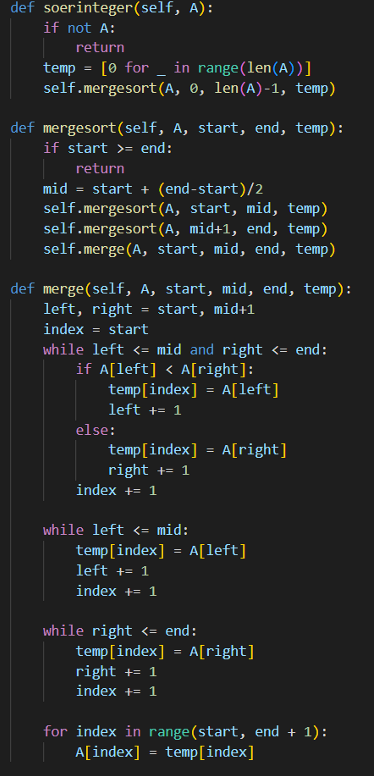 def soerinteger(self, A):
    if not A:
        return
    temp = [0 for _ in range(len(A))]
    self.mergesort(A, 0, len(A)-1, temp)

def mergesort(self, A, start, end, temp):
    if start >= end:
        return
    mid = start + (end-start)/2
    self.mergesort(A, start, mid, temp)
    self.mergesort(A, mid+1, end, temp)
    self.merge(A, start, mid, end, temp)

def merge(self, A, start, mid, end, temp):
    left, right = start, mid+1
    index = start
    while left <= mid and right <= end:
        if A[left] < A[right]:
            temp[index] = A[left]
            left += 1
        else:
            temp[index] = A[right]
            right += 1
        index += 1

    while left <= mid:
        temp[index] = A[left]
        left += 1
        index += 1

    while right <= end:
        temp[index] = A[right]
        right += 1
        index += 1

    for index in range(start, end + 1):
        A[index] = temp[index]